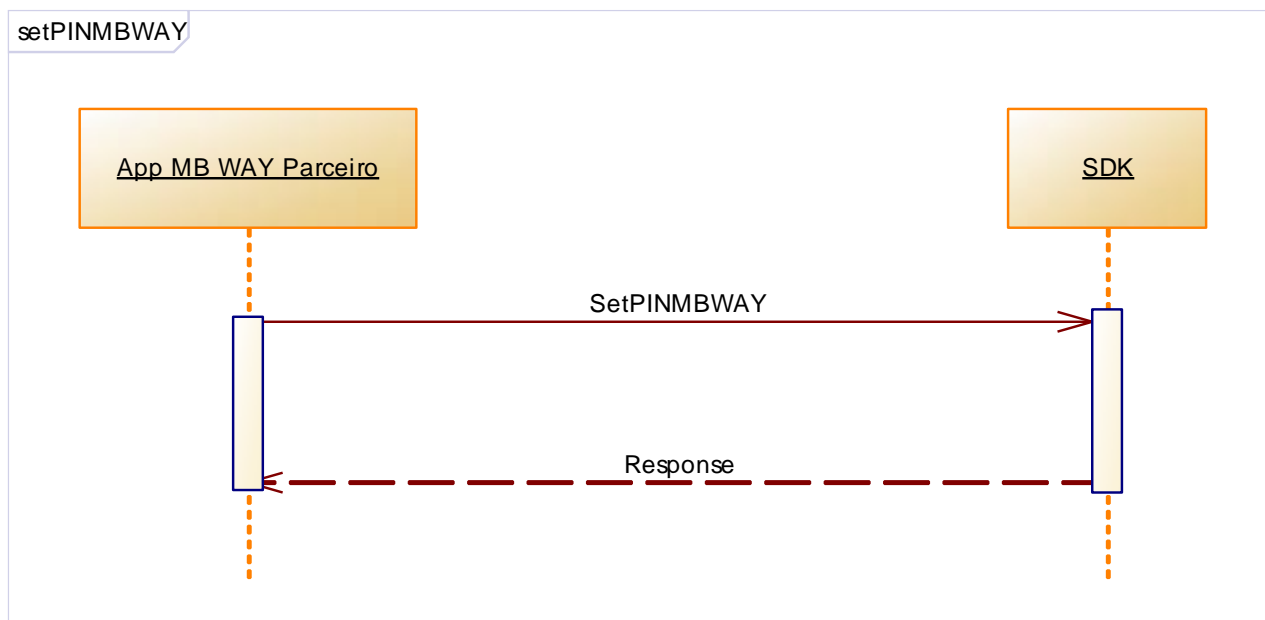 setPINMBWAY
App MB WAY Parceiro
SDK
SetPINMBWAY
Response